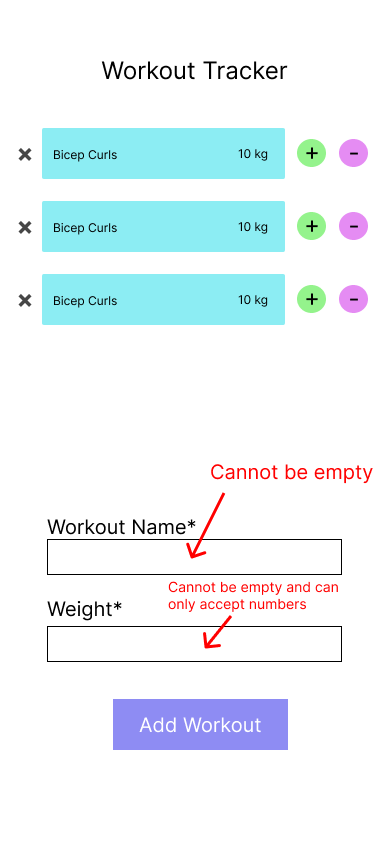 Workout Tracker
✖ Bicep Curls 10 kg + -
✖ Bicep Curls 10 kg + -
✖ Bicep Curls 10 kg + -
Cannot be empty
Workout Name*
Cannot be empty and can
only accept numbers
Weight*
Add Workout